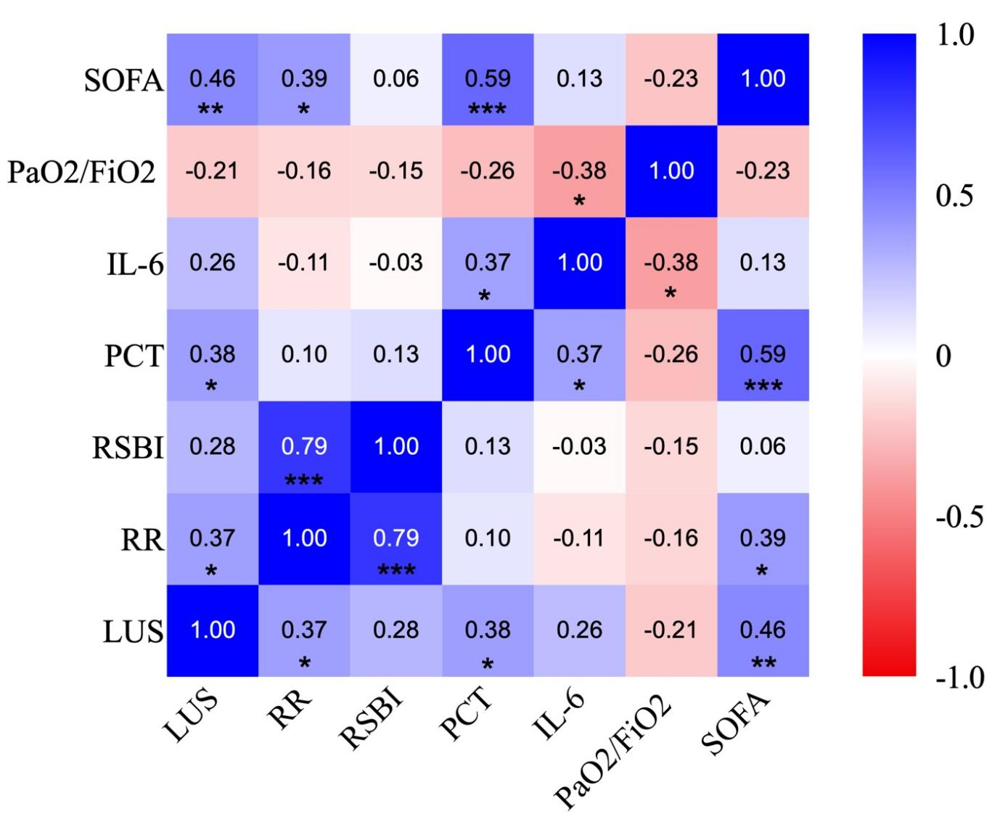 1.0
SOFA 0.46 0.39 0.06 0.59 0.13 -0.23 1.00
** * ***
PaO2/FiO2 -0.21 -0.16 -0.15 -0.26 -0.38 1.00 -0.23
*
0.5
IL-6 0.26 -0.11 -0.03 0.37 1.00 -0.38 0.13
* *
PCT 0.38 0.10 0.13 1.00 0.37 -0.26 0.59
0
* * ***
RSBI 0.28 0.79 1.00 0.13 -0.03 -0.15 0.06
***
-0.5
RR 0.37 1.00 0.79 0.10 -0.11 -0.16 0.39
* *** *
LUS 1.00 0.37 0.28 0.38 0.26 -0.21 0.46
* * **
-1.0
LUS RR RSBI PCT IL-6 PaO2/FiO2 SOFA